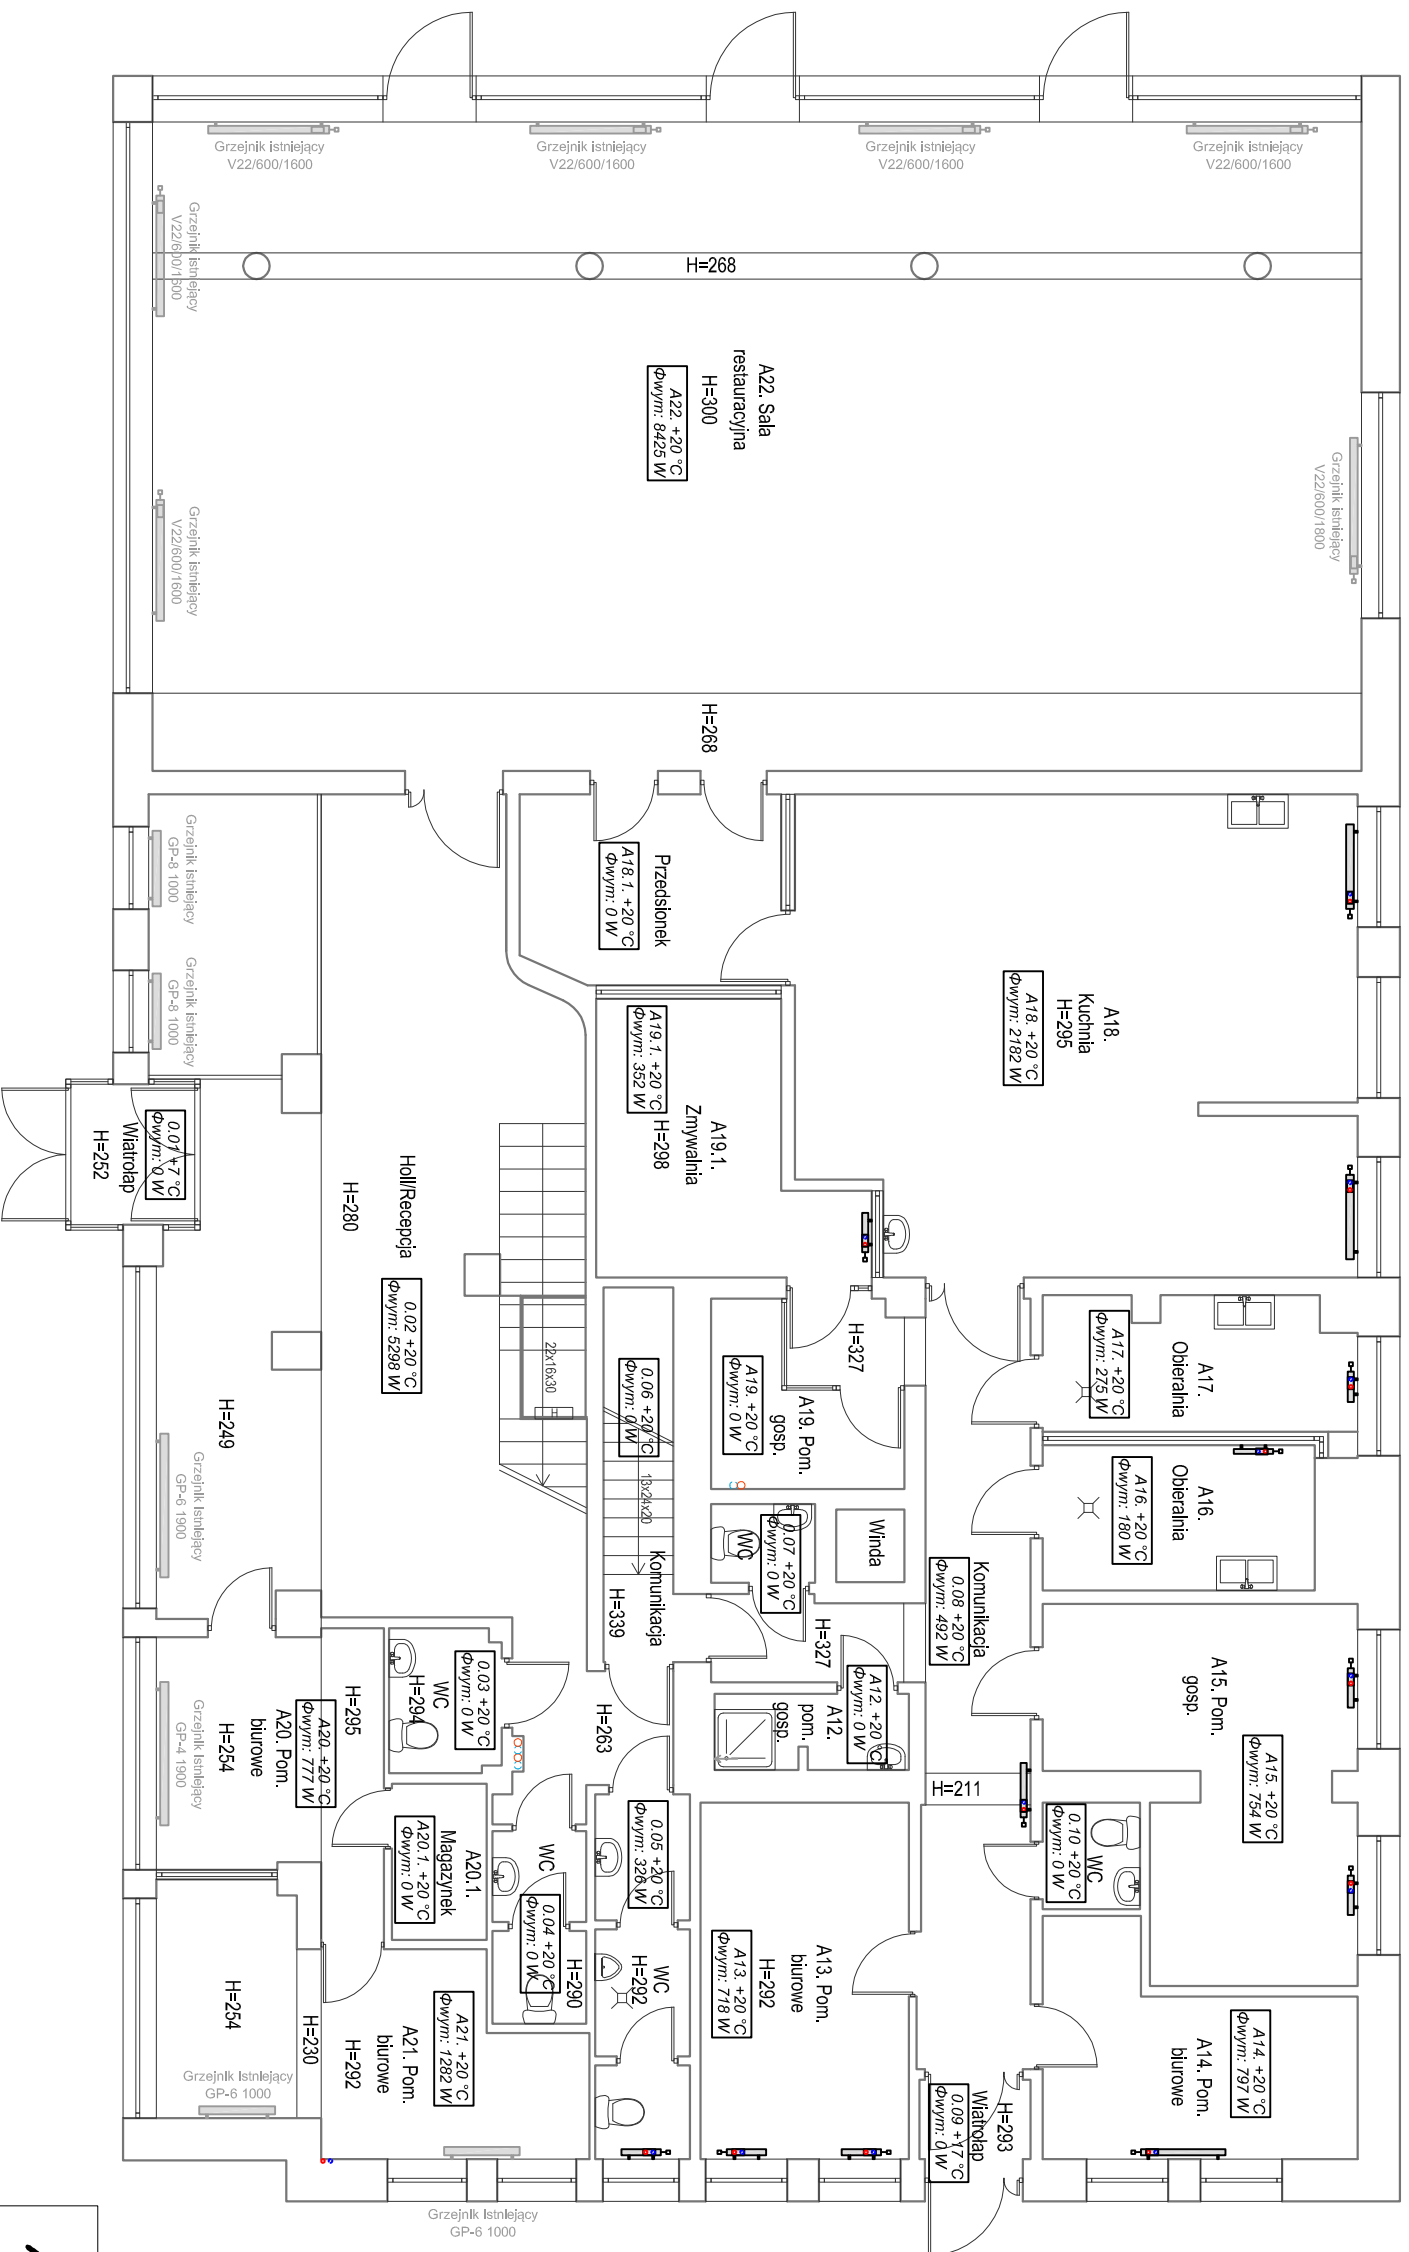 Grzejnik istniejący
V22/600/1600
Grzejnik istniejący
V22/600/1600
Grzejnik istniejący
V22/600/1600
Grzejnik istniejący
V22/600/1600
Grzejnik istniejący
V22/600/1600
H=268
A22. Sala
restauracyjna
H=300
A22. +20 °C
Φwym: 8425 W
Grzejnik istniejący
V22/600/1800
Grzejnik istniejący
V22/600/1600
H=268
Grzejnik istniejący
GP-8 1000
Grzejnik istniejący
GP-8 1000
Przedsionek
A18.1. +20 °C
Φwym: 0 W
A18.
Kuchnia
H=295
A18. +20 °C
Φwym: 2182 W
A19.1. +20 °C
Φwym: 352 W
A19.1.
Zmywalnia
H=298
0.01 +7 °C
Φwym: 0 W
Wiatrołap
H=252
H=280
Holl/Recepcja
0.02 +20 °C
Φwym: 5298 W
22x16x30
H=249
Grzejnik istniejący
GP-6 1900
H=327
A19. Pom.
gosp.
A19. +20 °C
Φwym: 0 W
0.06 +20 °C
Φwym: 0 W
13x24x20
Komunikacja
H=339
A17.
Obieralnia
A17. +20 °C
Φwym: 275 W
A16.
Obieralnia
A16. +20 °C
Φwym: 180 W
Winda
WC
0.07 +20 °C
Φwym: 0 W
H=327
Komunikacja
0.08 +20 °C
Φwym: 492 W
A15. Pom.
gosp.
A15. +20 °C
Φwym: 754 W
A12.
pom.
gosp.
A12. +20 °C
Φwym: 0 W
H=211
0.10 +20 °C
Φwym: 0 W
WC
0.03 +20 °C
Φwym: 0 W
WC
H=294
H=263
H=295
A20. +20 °C
Φwym: 777 W
A20. Pom.
biurowe
H=254
Grzejnik istniejący
GP-4 1900
A20.1.
Magazynek
A20.1. +20 °C
Φwym: 0 W
WC
0.04 +20 °C
Φwym: 0 W
H=290
0.05 +20 °C
Φwym: 326 W
WC
H=292
A13. Pom.
biurowe
H=292
A13. +20 °C
Φwym: 718 W
A14. Pom.
biurowe
A14. +20 °C
Φwym: 797 W
H=293
Wiatrołap
0.09 +17 °C
Φwym: 0 W
A21. +20 °C
Φwym: 1282 W
A21. Pom.
biurowe
H=292
H=230
H=254
Grzejnik istniejący
GP-6 1000
Grzejnik istniejący
GP-6 1000